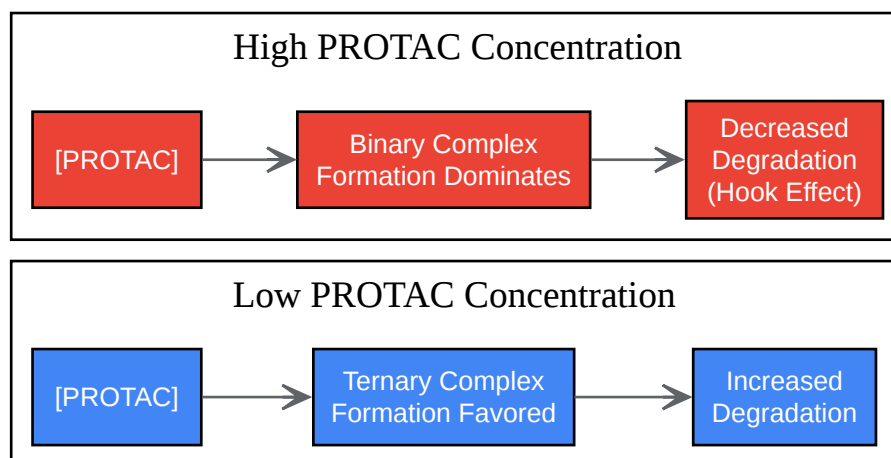 High PROTAC Concentration
[PROTAC]
Binary Complex
Formation Dominates
Decreased
Degradation
(Hook Effect)
Low PROTAC Concentration
[PROTAC]
Ternary Complex
Formation Favored
Increased
Degradation